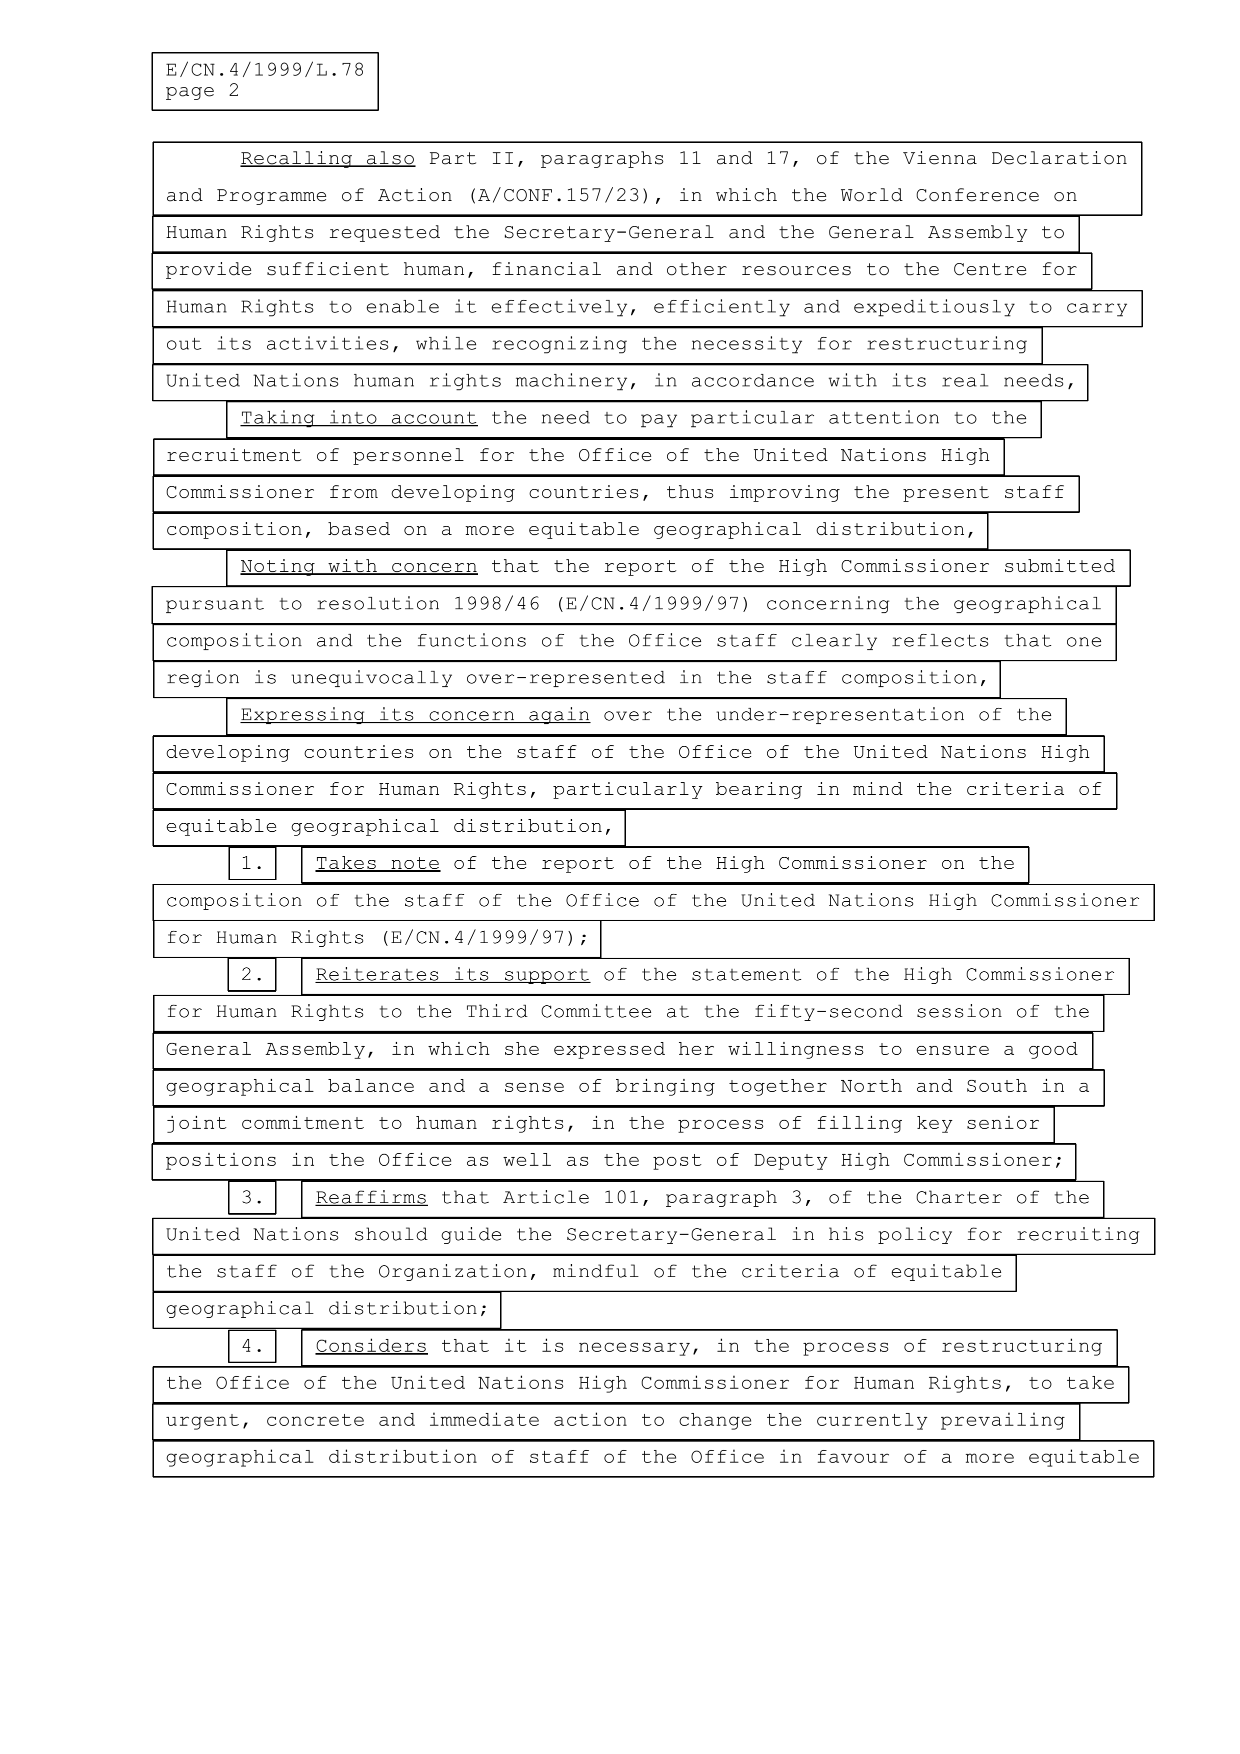 E/CN.4/1999/L.78
page 2
Recalling also Part II, paragraphs 11 and 17, of the Vienna Declaration
and Programme of Action (A/CONF.157/23), in which the World Conference on
Human Rights requested the Secretary-General and the General Assembly to
provide sufficient human, financial and other resources to the Centre for
Human Rights to enable it effectively, efficiently and expeditiously to carry
out its activities, while recognizing the necessity for restructuring
United Nations human rights machinery, in accordance with its real needs,
Taking into account the need to pay particular attention to the
recruitment of personnel for the Office of the United Nations High
Commissioner from developing countries, thus improving the present staff
composition, based on a more equitable geographical distribution,
Noting with concern that the report of the High Commissioner submitted
pursuant to resolution 1998/46 (E/CN.4/1999/97) concerning the geographical
composition and the functions of the Office staff clearly reflects that one
region is unequivocally over-represented in the staff composition,
Expressing its concern again over the under-representation of the
developing countries on the staff of the Office of the United Nations High
Commissioner for Human Rights, particularly bearing in mind the criteria of
equitable geographical distribution,
1. Takes note of the report of the High Commissioner on the
composition of the staff of the Office of the United Nations High Commissioner
for Human Rights (E/CN.4/1999/97);
2. Reiterates its support of the statement of the High Commissioner
for Human Rights to the Third Committee at the fifty-second session of the
General Assembly, in which she expressed her willingness to ensure a good
geographical balance and a sense of bringing together North and South in a
joint commitment to human rights, in the process of filling key senior
positions in the Office as well as the post of Deputy High Commissioner;
3. Reaffirms that Article 101, paragraph 3, of the Charter of the
United Nations should guide the Secretary-General in his policy for recruiting
the staff of the Organization, mindful of the criteria of equitable
geographical distribution;
4. Considers that it is necessary, in the process of restructuring
the Office of the United Nations High Commissioner for Human Rights, to take
urgent, concrete and immediate action to change the currently prevailing
geographical distribution of staff of the Office in favour of a more equitable